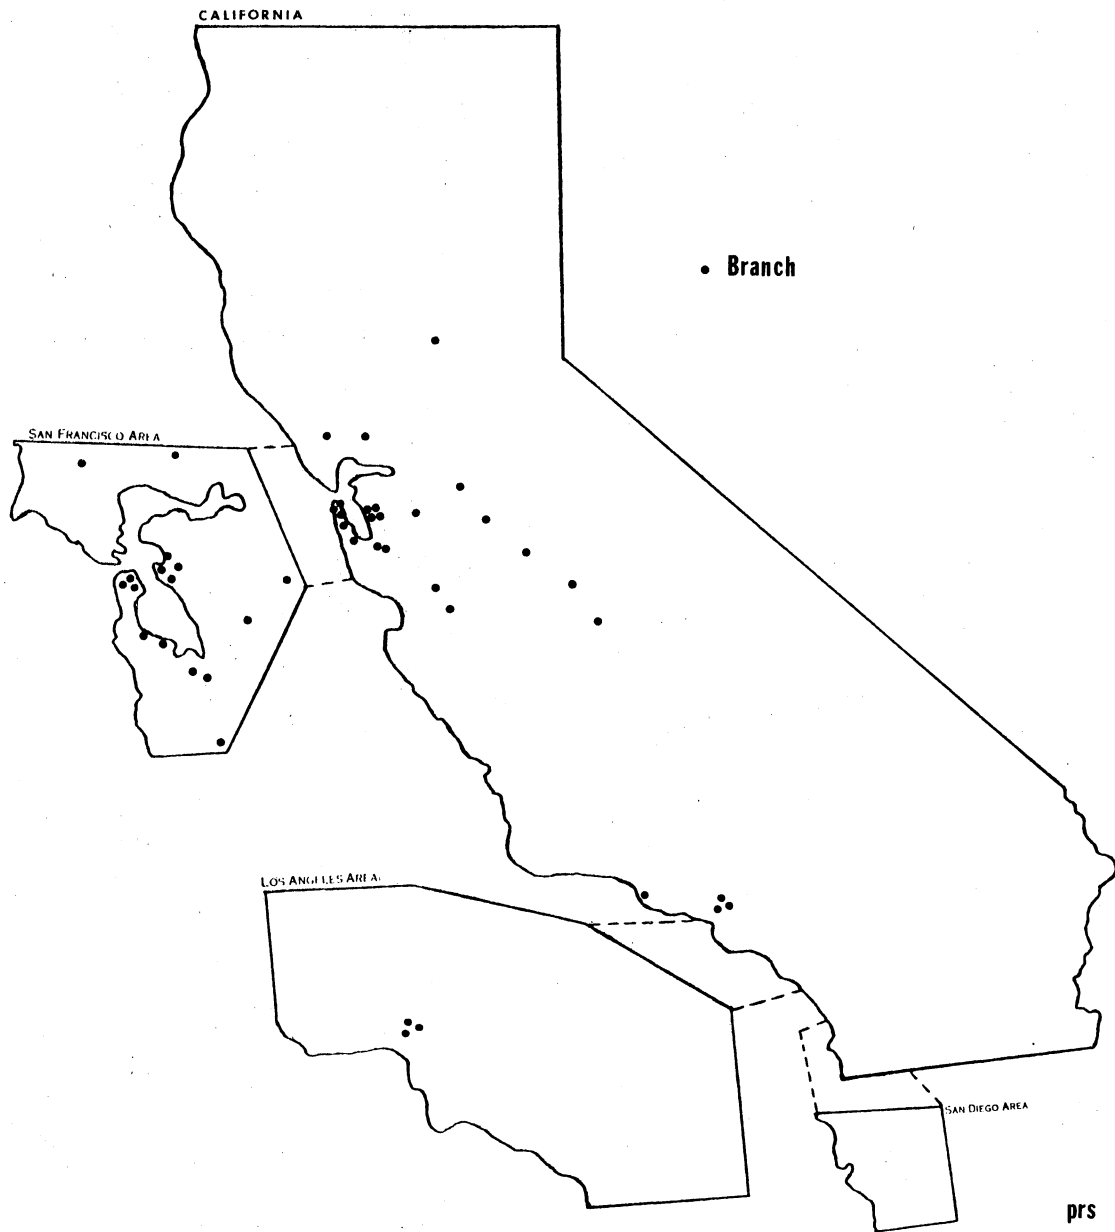 CALIFORNIA
Branch
SAN FRANCISCO AREA
LOS ANGELES AREA
SAN DIEGO AREA
prs